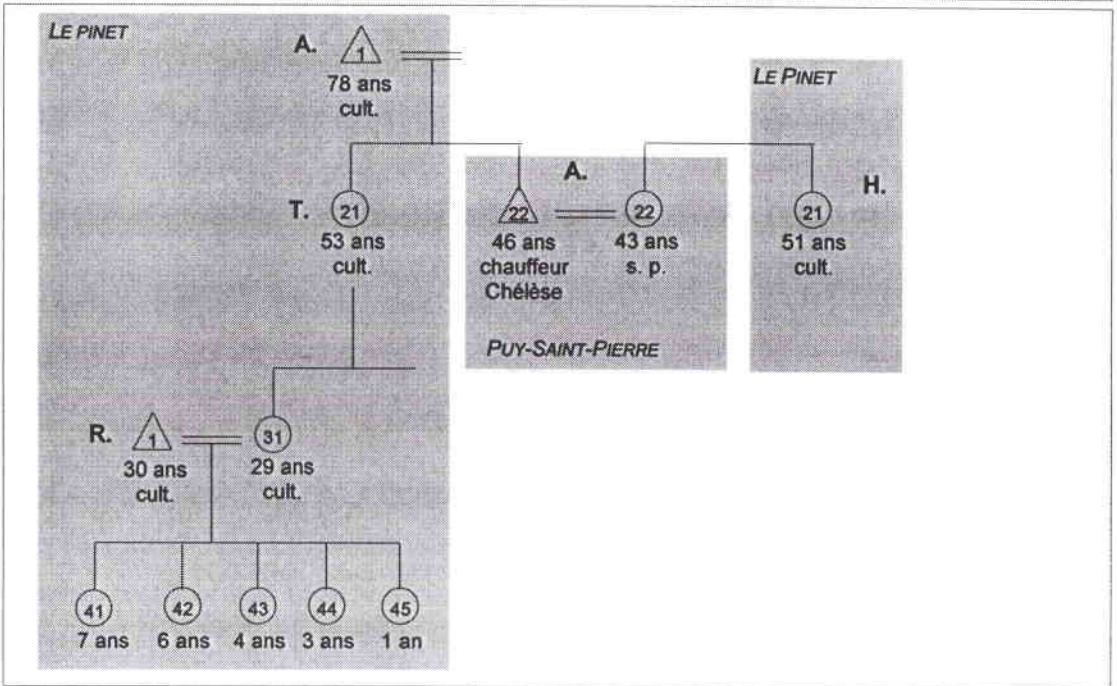 LE PINET
A.
1
78 ans
cult.
LE PINET
A.
T.
21
22
22
21
H.
53 ans
46 ans
43 ans
51 ans
cult.
chauffeur
s. p.
cult.
Chélèse
PUY-SAINT-PIERRE
R.
1
31
30 ans
29 ans
cult.
cult.
41
42
43
44
45
7 ans
6 ans
4 ans
3 ans
1 an